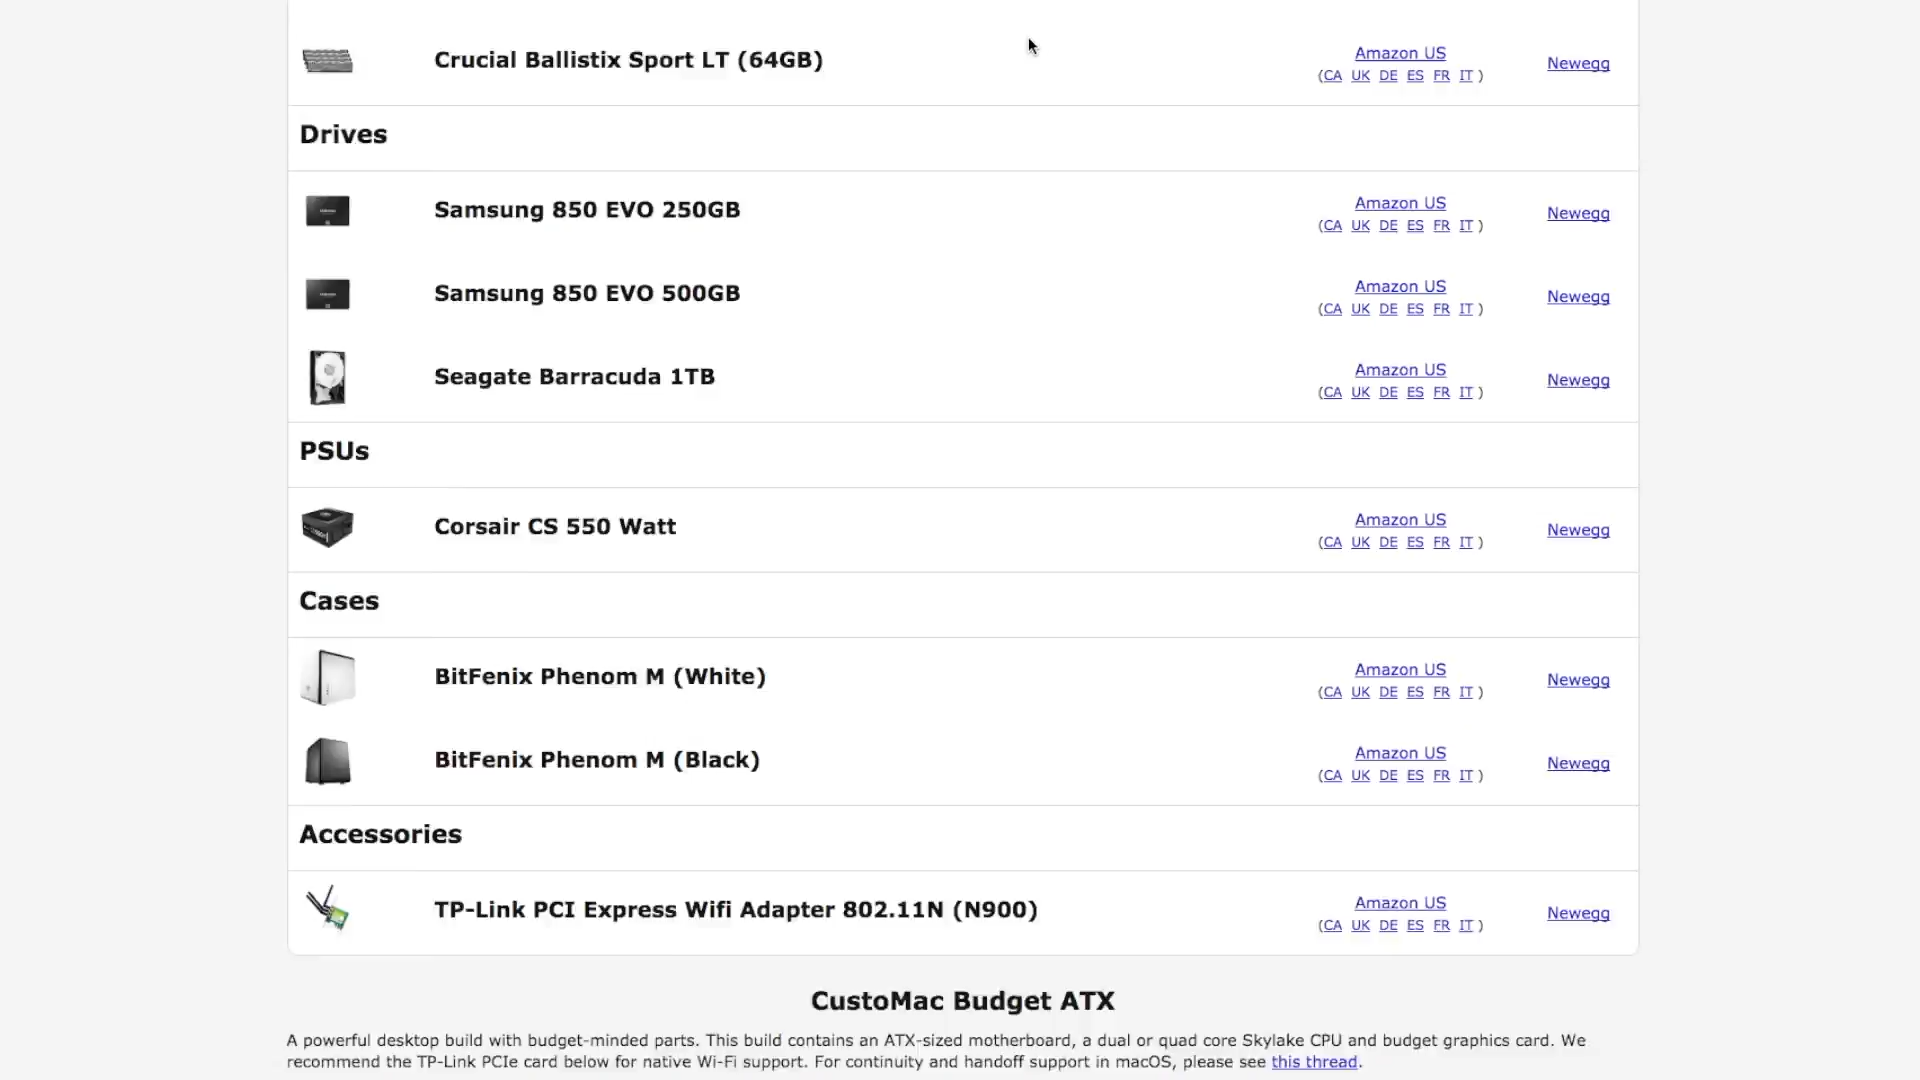 Crucial Ballistix Sport LT (64GB)
Amazon US
(CA UK DE ES FR IT )
Newegg
Drives
Samsung 850 EVO 250GB
Amazon US
(CA UK DE ES FR IT )
Newegg
Samsung 850 EVO 500GB
Amazon US
(CA UK DE ES FR IT )
Newegg
Seagate Barracuda 1TB
Amazon US
(CA UK DE ES FR IT )
Newegg
PSUs
Corsair CS 550 Watt
Amazon US
(CA UK DE ES FR IT )
Newegg
Cases
BitFenix Phenom M (White)
Amazon US
(CA UK DE ES FR IT )
Newegg
BitFenix Phenom M (Black)
Amazon US
(CA UK DE ES FR IT )
Newegg
Accessories
TP-Link PCI Express Wifi Adapter 802.11N (N900)
Amazon US
(CA UK DE ES FR IT )
Newegg
CustoMac Budget ATX
A powerful desktop build with budget-minded parts. This build contains an ATX-sized motherboard, a dual or quad core Skylake CPU and budget graphics card. We
recommend the TP-Link PCIe card below for native Wi-Fi support. For continuity and handoff support in macOS, please see this thread.